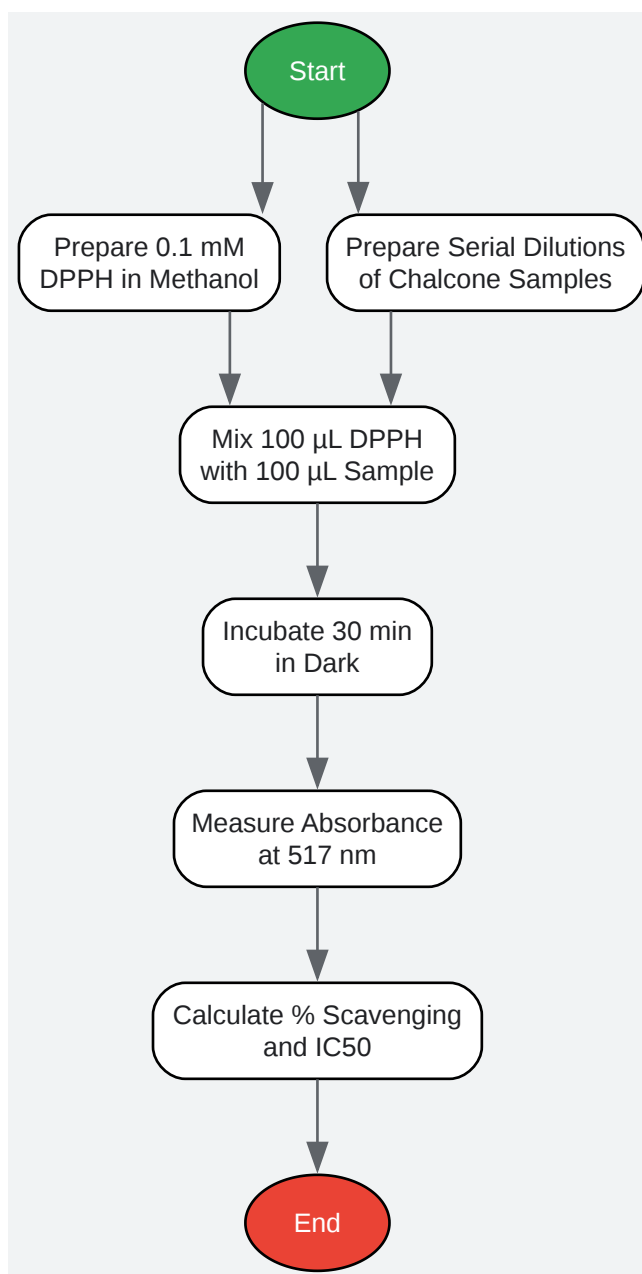 Start
Prepare 0.1 mM
DPPH in Methanol
Prepare Serial Dilutions
of Chalcone Samples
Mix 100 µL DPPH
with 100 µL Sample
Incubate 30 min
in Dark
Measure Absorbance
at 517 nm
Calculate % Scavenging
and IC50
End